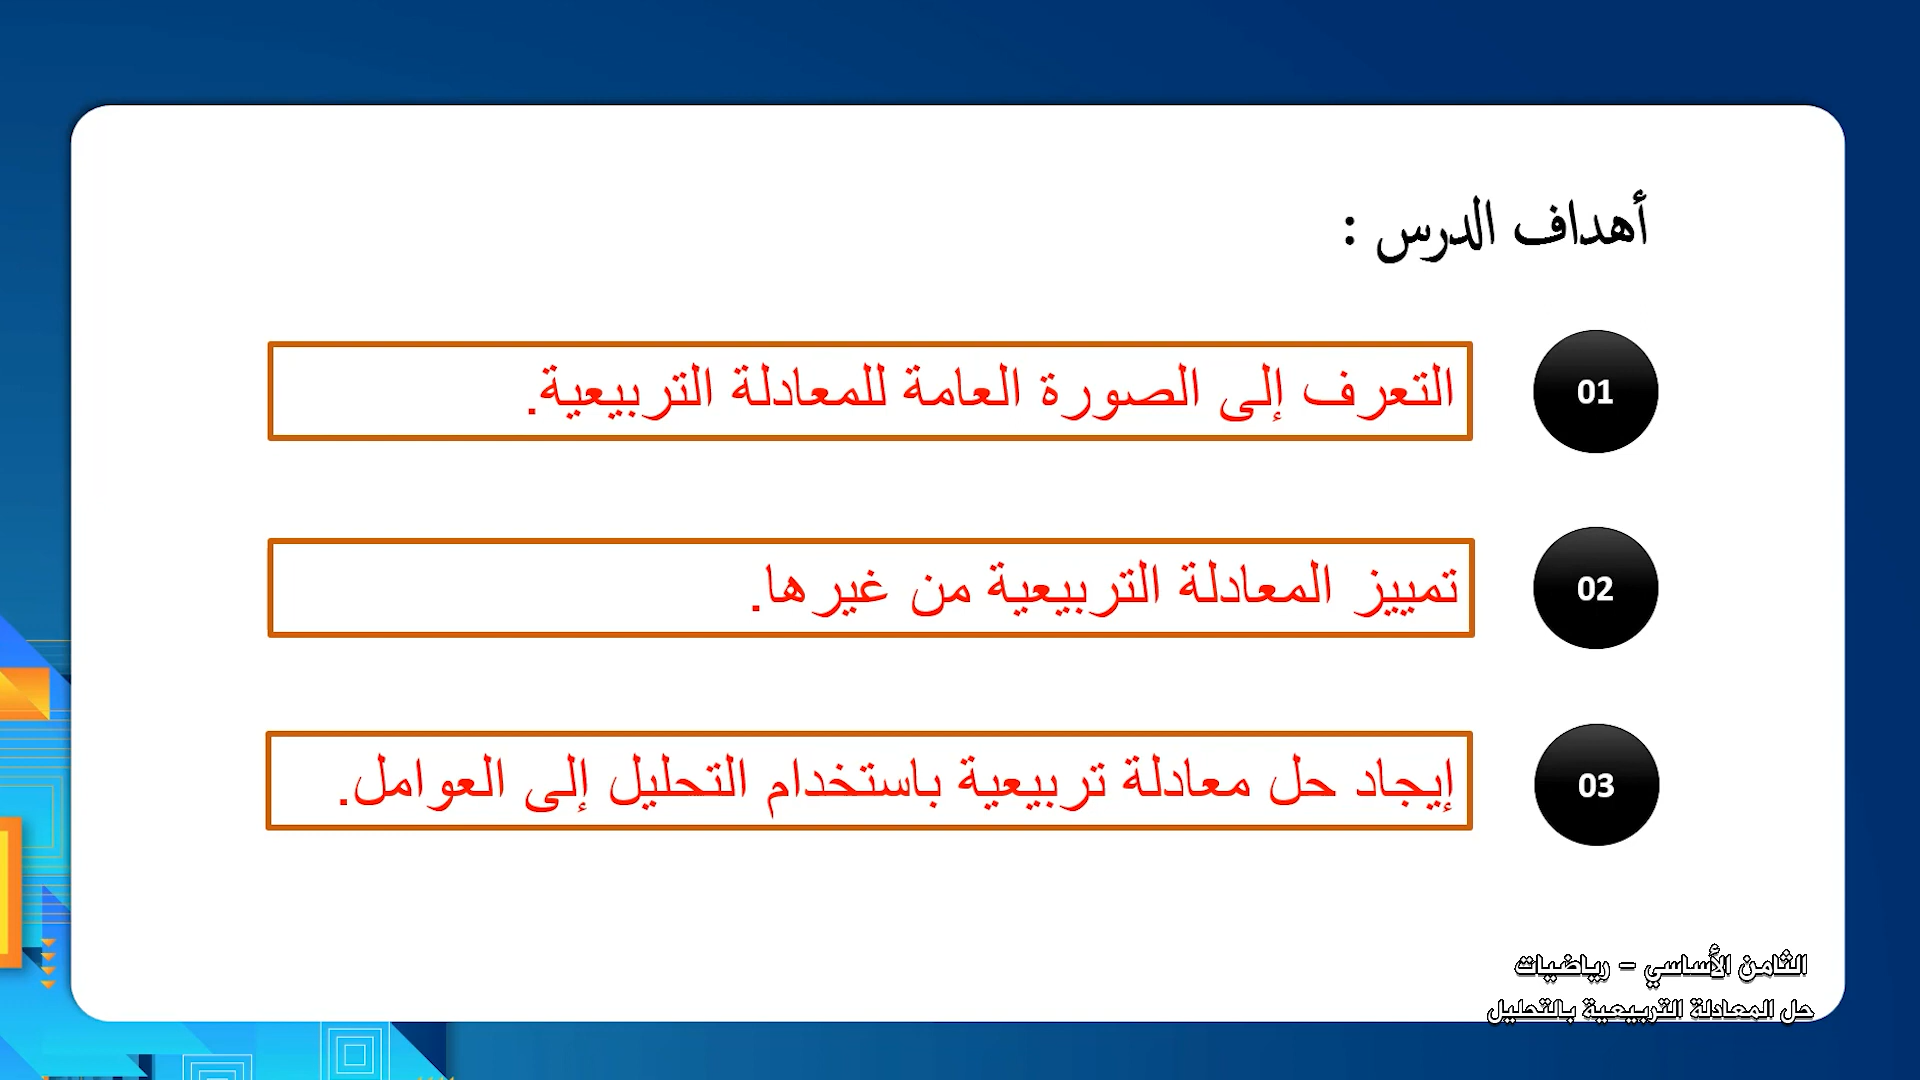 أهداف الدرس :
01 التعرف إلى الصورة العامة للمعادلة التربيعية.
02 تمييز المعادلة التربيعية من غيرها.
03 إيجاد حل معادلة تربيعية باستخدام التحليل إلى العوامل.
الثامن الأساسي - رياضيات
حل المعادلة التربيعية بالتحليل